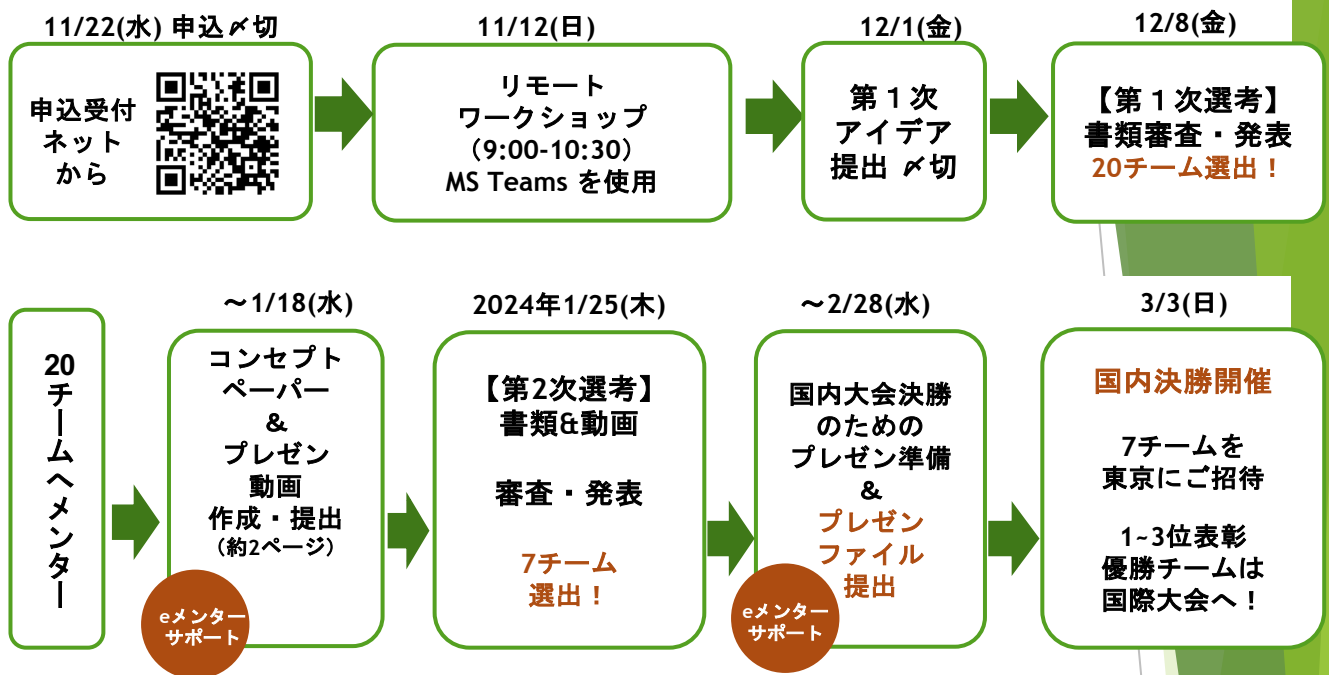 11/22(水) 申込〆切
申込受付
ネット
から
11/12(日)
リモート
ワークショップ
(9:00-10:30)
MS Teams を使用
12/1(金)
第１次
アイデア
提出 〆切
12/8(金)
【第１次選考】
書類審査・発表
20チーム選出！
20チームへメンター
～1/18(水)
コンセプト
ペーパー
&
プレゼン
動画
作成・提出
（約2ページ）
eメンター
サポート
2024年1/25(木)
【第2次選考】
書類&動画
審査・発表
7チーム
選出！
～2/28(水)
国内大会決勝
のための
プレゼン準備
&
プレゼン
ファイル
提出
eメンター
サポート
3/3(日)
国内決勝開催
7チームを
東京にご招待
1~3位表彰
優勝チームは
国際大会へ！